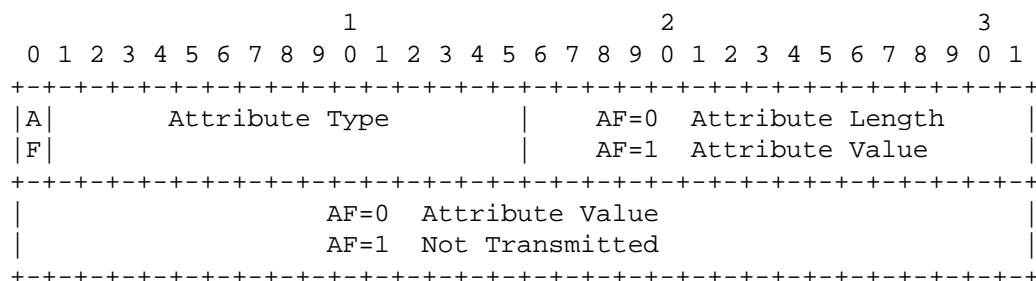 1                   2                   3
 0 1 2 3 4 5 6 7 8 9 0 1 2 3 4 5 6 7 8 9 0 1 2 3 4 5 6 7 8 9 0 1
+-+-+-+-+-+-+-+-+-+-+-+-+-+-+-+-+-+-+-+-+-+-+-+-+-+-+-+-+-+-+-+-+
|A|       Attribute Type        |    AF=0  Attribute Length     |
|F|                             |    AF=1  Attribute Value      |
+-+-+-+-+-+-+-+-+-+-+-+-+-+-+-+-+-+-+-+-+-+-+-+-+-+-+-+-+-+-+-+-+
|                   AF=0  Attribute Value                       |
|                   AF=1  Not Transmitted                       |
+-+-+-+-+-+-+-+-+-+-+-+-+-+-+-+-+-+-+-+-+-+-+-+-+-+-+-+-+-+-+-+-+